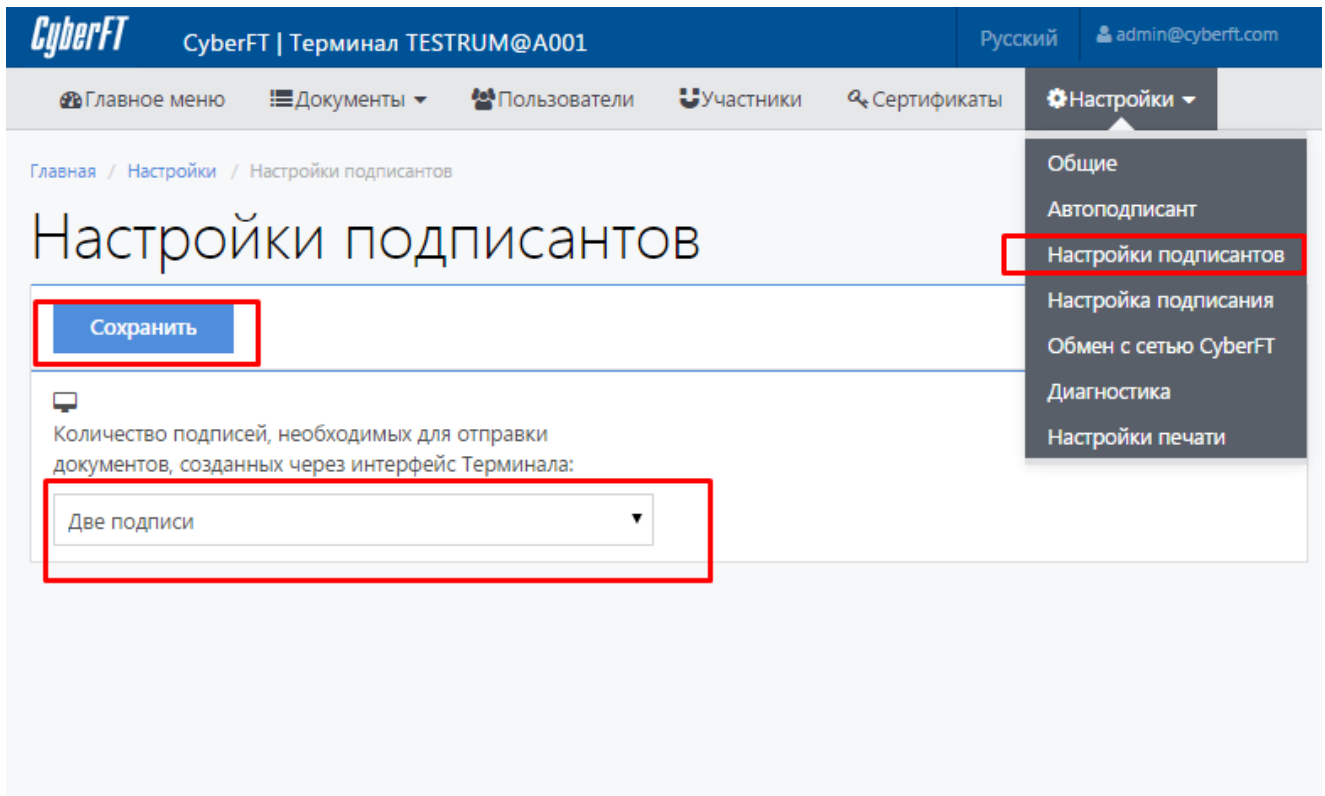 CyberFT
CyberFT | Терминал TESTRUM@A001
Русский
admin@cyberft.com
Главное меню
Документы
Пользователи
Участники
Сертификаты
Настройки
Главная / Настройки / Настройки подписантов
Настройки подписантов
Сохранить
Количество подписей, необходимых для отправки
документов, созданных через интерфейс Терминала:
Две подписи
Общие
Автоподписант
Настройки подписантов
Настройка подписания
Обмен с сетью CyberFT
Диагностика
Настройки печати